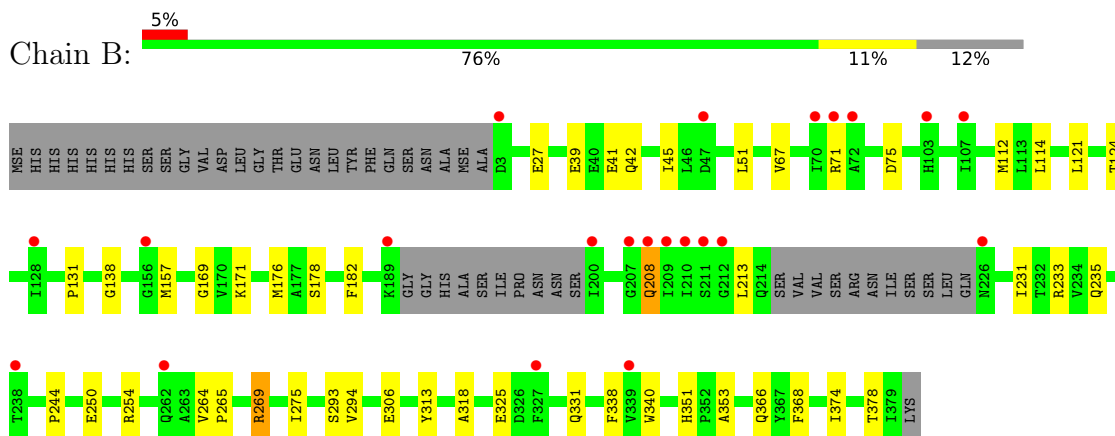 5%
Chain B:
76% 11% 12%
MSE HIS HIS HIS HIS HIS HIS SER SER GLY VAL ASP LEU GLY THR GLU ASN LEU TYR PHE GLN SER ASN ALA MSE ALA D3 E27 E39 E40 E41 Q42 I45 L46 D47 L51 V67 I70 R71 A72 D75 H103 I107 M112 L113 L114 L121 T124
I128 P131 G138 G156 M157 G169 V170 K171 M176 A177 S178 F182 K189 GLY GLY HIS ALA SER ILE PRO ASN ASN SER I200 G207 Q208 I209 I210 S211 G212 L213 Q214 SER VAL VAL SER ARG ASN ILE SER SER LEU GLN N226 I231 T232 R233 V234 Q235
T238 P244 E250 R254 Q262 A263 V264 P265 R269 I275 S293 V294 E306 Y313 A318 E325 D326 F327 Q331 F338 V339 W340 H351 P352 A353 Q366 Y367 F368 I374 T378 I379 LYS